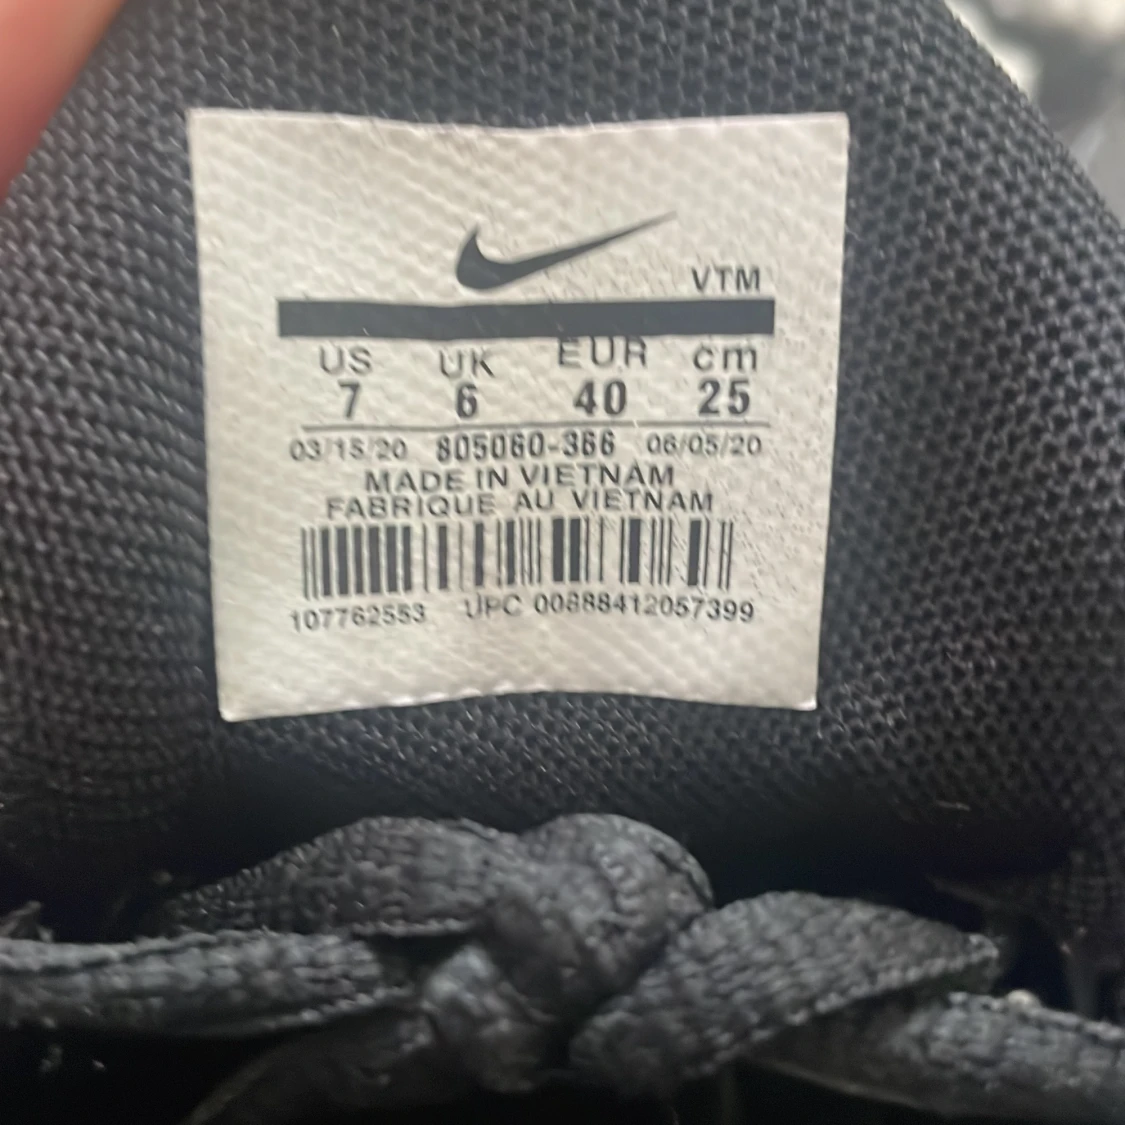 VTM
US UK EUR cm
7 6 40 25
03/15/20 805060-366 06/05/20
MADE IN VIETNAM
FABRIQUE AU VIETNAM
107762553 UPC 00888412057399